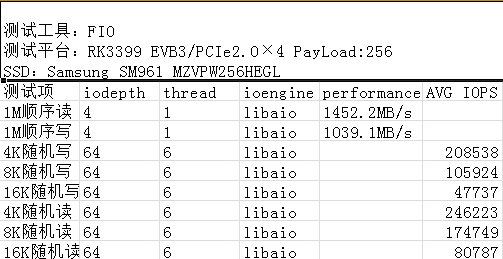 测试工具：FIO
测试平台：RK3399 EVB3/PCIe2.0×4 PayLoad:256
SSD：Samsung SM961 MZVPW256HEGL
测试项 iodepth thread ioengine performance AVG IOPS
1M顺序读 4 1 libaio 1452.2MB/s
1M顺序写 4 1 libaio 1039.1MB/s
4K随机写 64 6 libaio 208538
8K随机写 64 6 libaio 105924
16K随机写 64 6 libaio 47737
4K随机读 64 6 libaio 246223
8K随机读 64 6 libaio 174749
16K随机读 64 6 libaio 80787